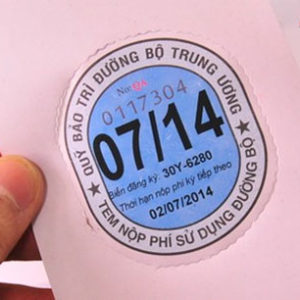 QUỸ BẢO TRÌ ĐƯỜNG BỘ TRUNG ƯƠNG
0117304
07/14
Biển đăng ký: 30Y-6280
Thời hạn nộp phí kỳ tiếp theo
02/07/2014
★ TEM NỘP PHÍ SỬ DỤNG ĐƯỜNG BỘ ★